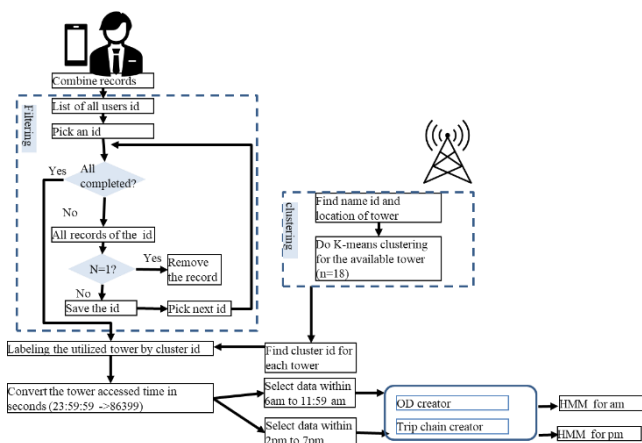 Combine records
Filtering
List of all users id
Pick an id
Yes
All
completed?
No
All records of the id
N=1?
Yes
Remove
the record
No
Save the id
Pick next id
clustering
Find name id and
location of tower
Do K-means clustering
for the available tower
(n=18)
Labeling the utilized tower by cluster id
Find cluster id for
each tower
Convert the tower accessed time in
seconds (23:59:59 ->86399)
Select data within
6am to 11:59 am
Select data within
2pm to 7pm
OD creator
Trip chain creator
HMM for am
HMM for pm